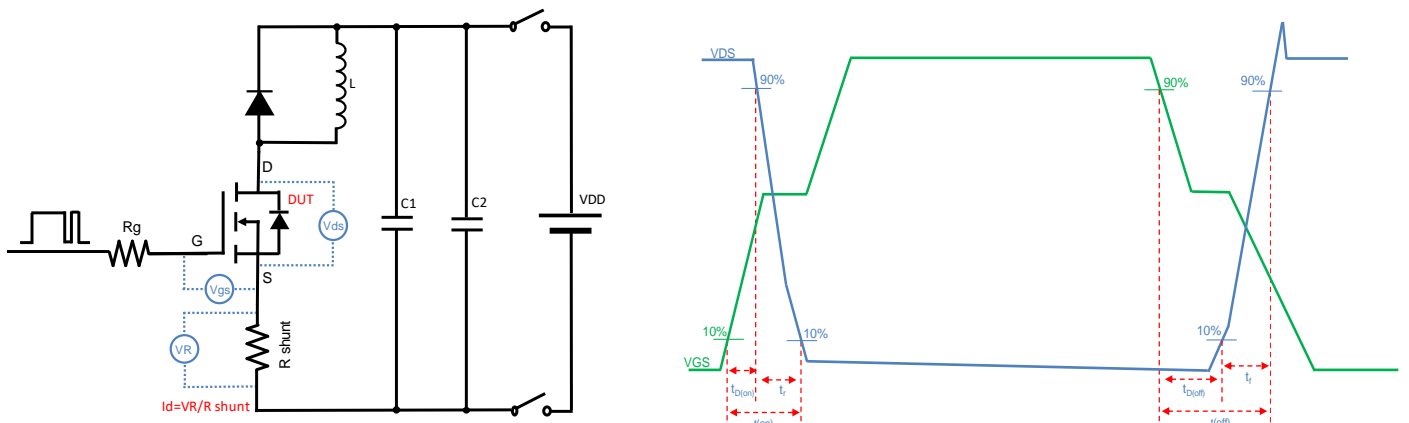 L
D
DUT
C1
C2
VDD
Rg
G
Vds
S
Vgs
R shunt
VR
Id=VR/R shunt
VDS
90%
90%
90%
10%
10%
10%
VGS
tD(on)
tr
tD(off)
tf